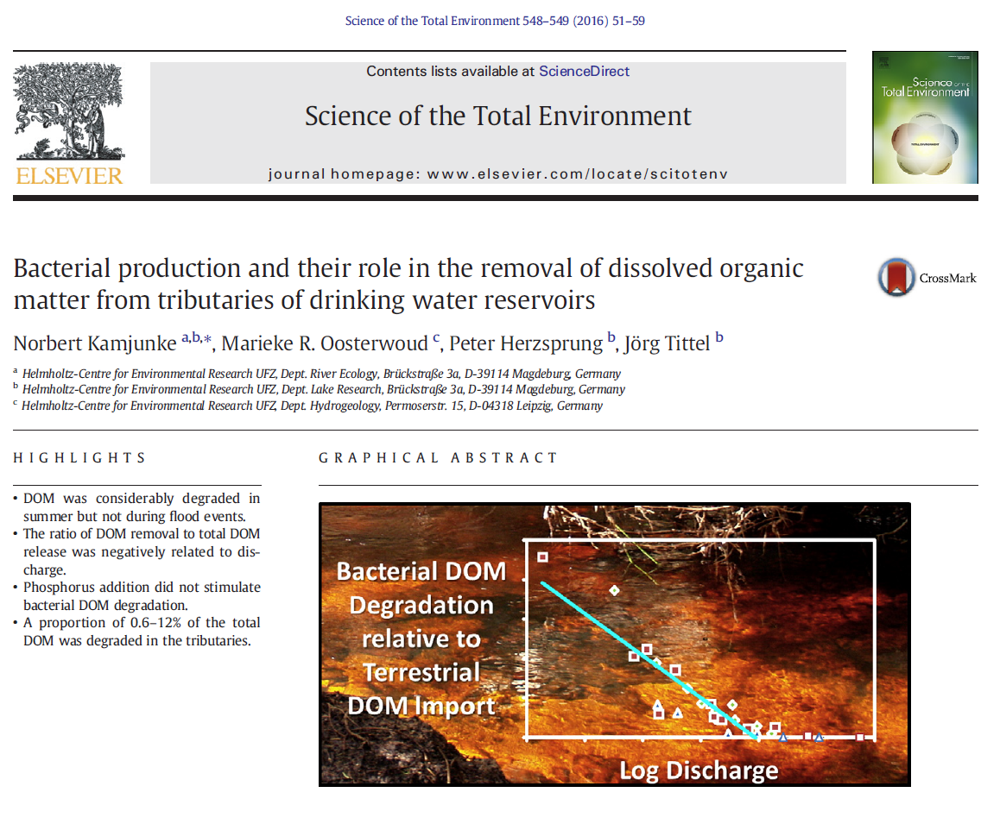 Science of the Total Environment 548–549 (2016) 51–59
Contents lists available at ScienceDirect
Science of the Total Environment
journal homepage: www.elsevier.com/locate/scitotenv
ELSEVIER
Science OF THE
Total Environment
TOTAL ENVIRONMENT
Bacterial production and their role in the removal of dissolved organic
matter from tributaries of drinking water reservoirs
CrossMark
Norbert Kamjunke a,b,*, Marieke R. Oosterwoud c, Peter Herzsprung b, Jörg Tittel b
a Helmholtz-Centre for Environmental Research UFZ, Dept. River Ecology, Brückstraße 3a, D-39114 Magdeburg, Germany
b Helmholtz-Centre for Environmental Research UFZ, Dept. Lake Research, Brückstraße 3a, D-39114 Magdeburg, Germany
c Helmholtz-Centre for Environmental Research UFZ, Dept. Hydrogeology, Permoserstr. 15, D-04318 Leipzig, Germany
HIGHLIGHTS
• DOM was considerably degraded in
summer but not during flood events.
• The ratio of DOM removal to total DOM
release was negatively related to dis-
charge.
• Phosphorus addition did not stimulate
bacterial DOM degradation.
• A proportion of 0.6–12% of the total
DOM was degraded in the tributaries.
GRAPHICAL ABSTRACT
Bacterial DOM
Degradation
relative to
Terrestrial
DOM Import
Log Discharge